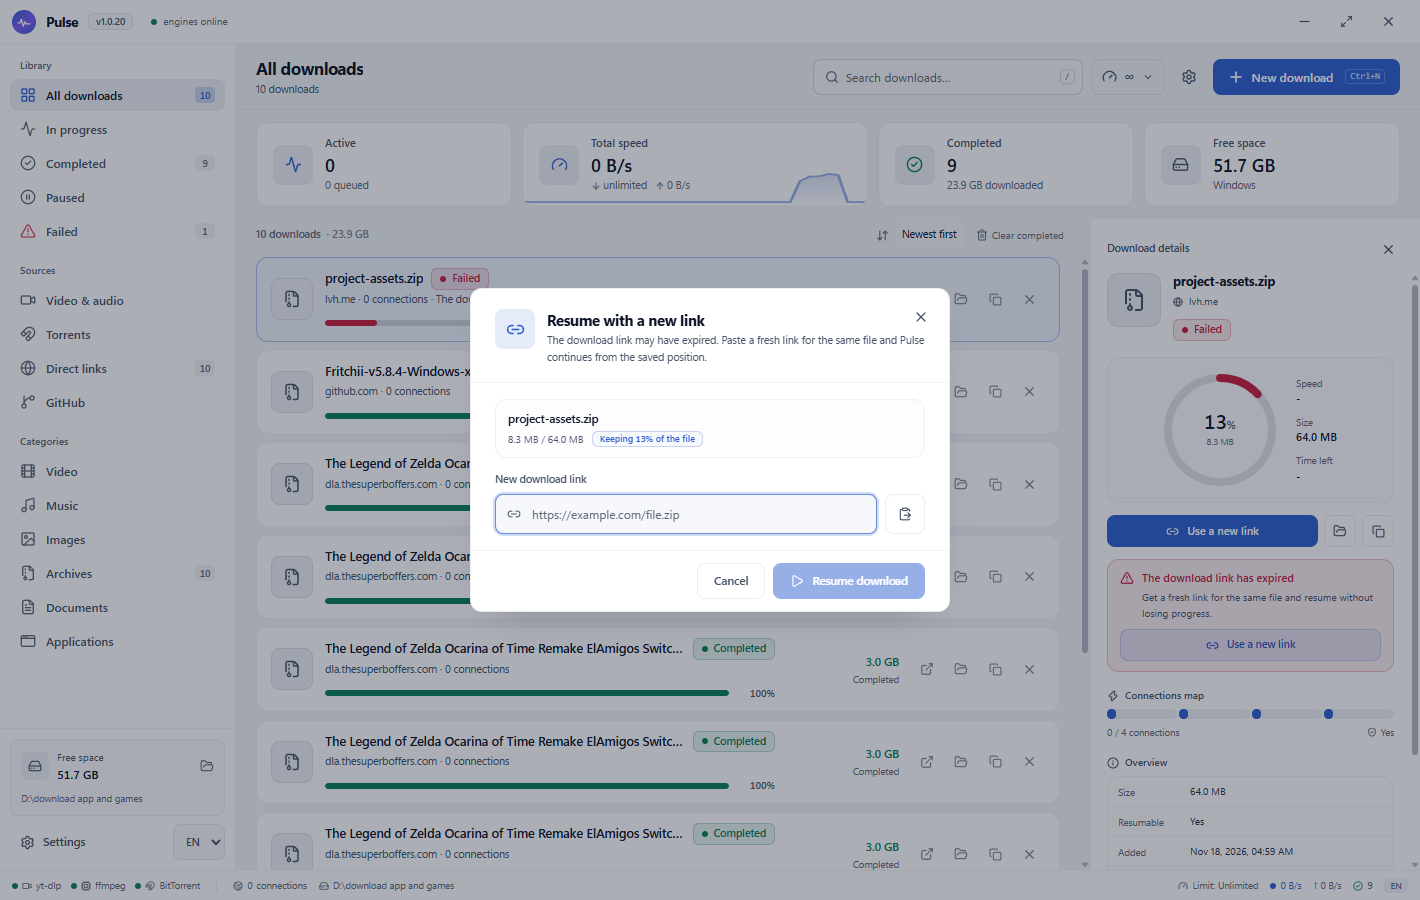 Pulse v1.0.20 engines online
Library
All downloads 10
In progress
Completed 9
Paused
Failed 1
Sources
Video & audio
Torrents
Direct links 10
GitHub
Categories
Video
Music
Images
Archives 10
Documents
Applications
Free space
51.7 GB
D:\download app and games
Settings EN
All downloads
10 downloads
Search downloads... /
∞
New download Ctrl+N
Active
0
0 queued
Total speed
0 B/s
↓ unlimited ↑ 0 B/s
Completed
9
23.9 GB downloaded
Free space
51.7 GB
Windows
10 downloads · 23.9 GB
Newest first
Clear completed
project-assets.zip Failed
lvh.me · 0 connections · The do
Fritchii-v5.8.4-Windows-x
github.com · 0 connections
The Legend of Zelda Ocar
dla.thesuperboffers.com · 0 conn
The Legend of Zelda Oca
dla.thesuperboffers.com · 0 con
The Legend of Zelda Ocarina of Time Remake ElAmigos Switc... Completed
dla.thesuperboffers.com · 0 connections
100%
3.0 GB
Completed
The Legend of Zelda Ocarina of Time Remake ElAmigos Switc... Completed
dla.thesuperboffers.com · 0 connections
100%
3.0 GB
Completed
The Legend of Zelda Ocarina of Time Remake ElAmigos Switc... Completed
dla.thesuperboffers.com · 0 connections
3.0 GB
Completed
Resume with a new link
The download link may have expired. Paste a fresh link for the same file and Pulse
continues from the saved position.
project-assets.zip
8.3 MB / 64.0 MB Keeping 13% of the file
New download link
https://example.com/file.zip
Cancel
Resume download
Download details
project-assets.zip
lvh.me
Failed
13%
8.3 MB
Speed
-
Size
64.0 MB
Time left
-
Use a new link
The download link has expired
Get a fresh link for the same file and resume without
losing progress.
Use a new link
Connections map
0 / 4 connections Yes
Overview
Size 64.0 MB
Resumable Yes
Added Nov 18, 2026, 04:59 AM
yt-dlp ffmpeg BitTorrent 0 connections D:\download app and games
Limit: Unlimited 0 B/s ↑ 0 B/s 9 EN